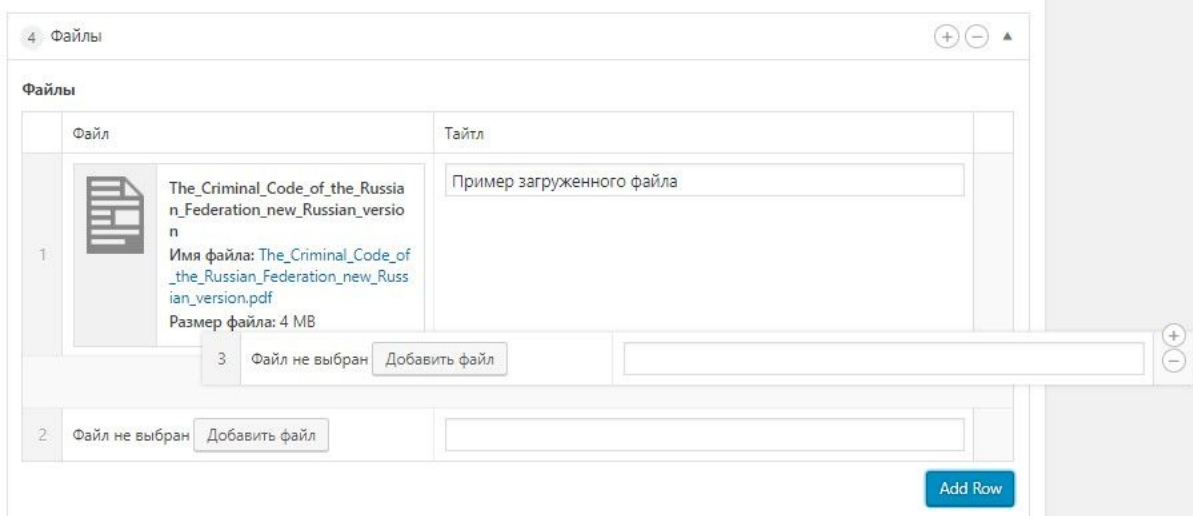 4 Файлы
Файлы
Файл Тайтл
1
The_Criminal_Code_of_the_Russia
n_Federation_new_Russian_versio
n
Имя файла: The_Criminal_Code_of
_the_Russian_Federation_new_Russ
ian_version.pdf
Размер файла: 4 MB
Пример загруженного файла
3 Файл не выбран Добавить файл
2 Файл не выбран Добавить файл
Add Row